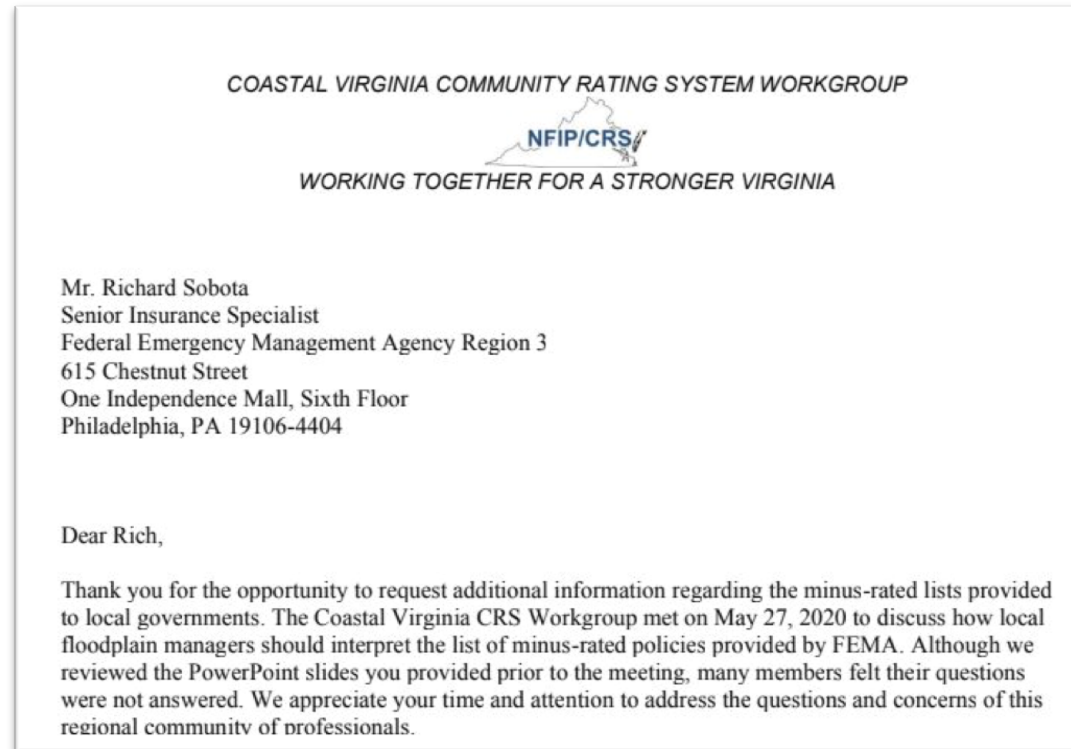 COASTAL VIRGINIA COMMUNITY RATING SYSTEM WORKGROUP
NFIP/CRS
WORKING TOGETHER FOR A STRONGER VIRGINIA
Mr. Richard Sobota
Senior Insurance Specialist
Federal Emergency Management Agency Region 3
615 Chestnut Street
One Independence Mall, Sixth Floor
Philadelphia, PA 19106-4404
Dear Rich,
Thank you for the opportunity to request additional information regarding the minus-rated lists provided
to local governments. The Coastal Virginia CRS Workgroup met on May 27, 2020 to discuss how local
floodplain managers should interpret the list of minus-rated policies provided by FEMA. Although we
reviewed the PowerPoint slides you provided prior to the meeting, many members felt their questions
were not answered. We appreciate your time and attention to address the questions and concerns of this
regional community of professionals.